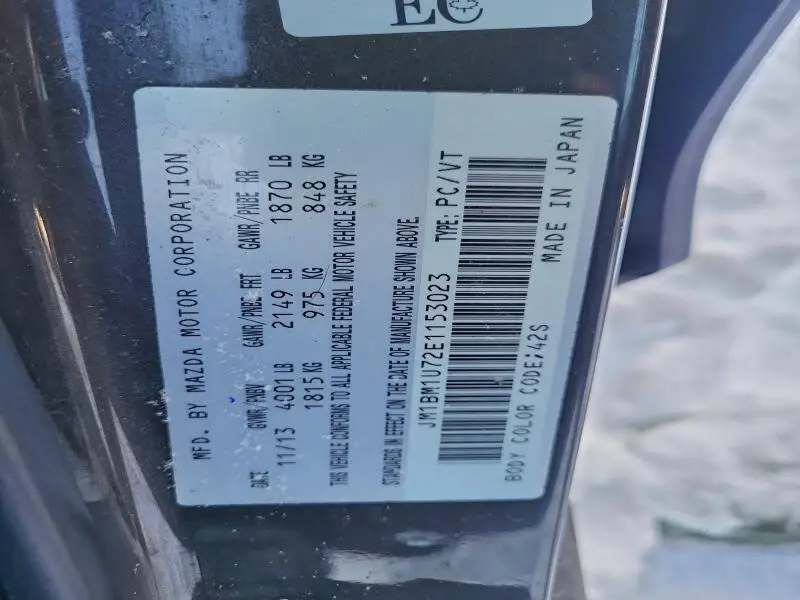 EC
MFD. BY MAZDA MOTOR CORPORATION
DATE GVWR/PNBV GAWR/PNBE FRT GAWR/PNBE RR
11/13 4001 LB 2149 LB 1870 LB
1815 KG 975 KG 848 KG
THIS VEHICLE CONFORMS TO ALL APPLICABLE FEDERAL MOTOR VEHICLE SAFETY
STANDARDS IN EFFECT ON THE DATE OF MANUFACTURE SHOWN ABOVE.
JM1BM1U72E1153023 TYPE: PC/VT
BODY COLOR CODE;42S MADE IN JAPAN